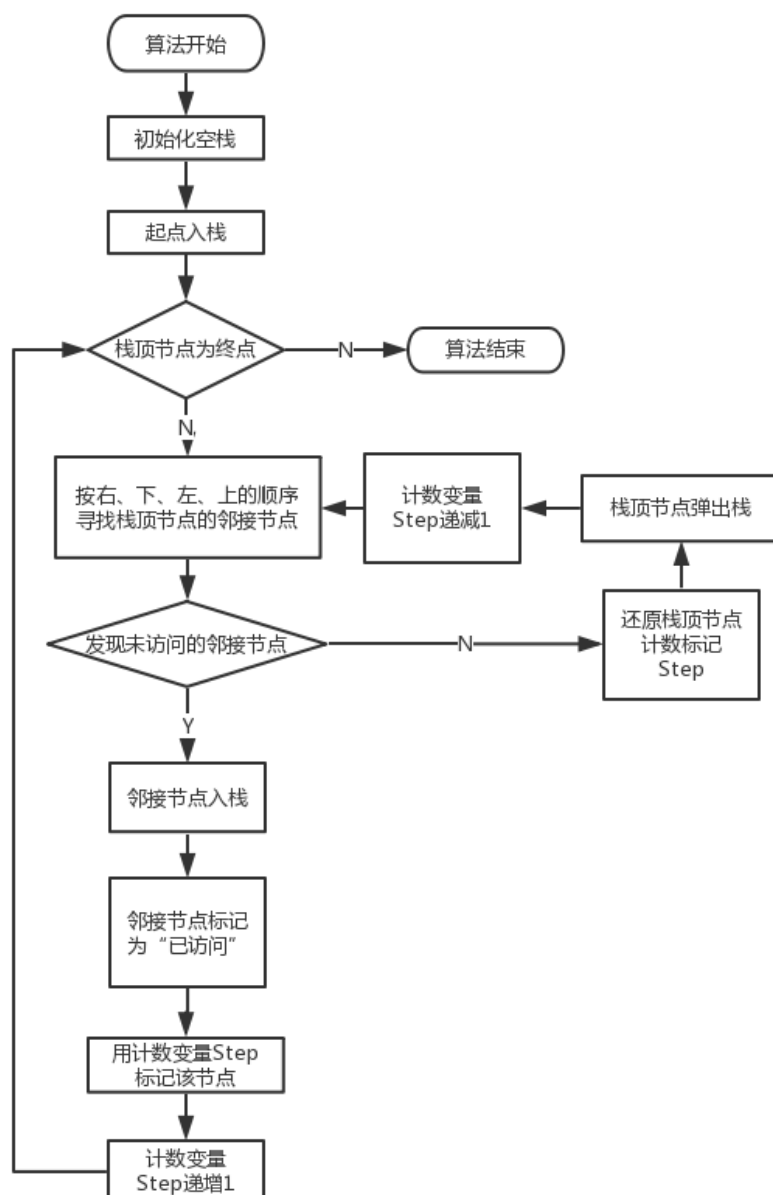 算法开始
初始化空栈
起点入栈
栈顶节点为终点
N
算法结束
N,
按右、下、左、上的顺序
寻找栈顶节点的邻接节点
计数变量
Step递减1
栈顶节点弹出栈
发现未访问的邻接节点
N
还原栈顶节点
计数标记
Step
Y
邻接节点入栈
邻接节点标记
为“已访问”
用计数变量Step
标记该节点
计数变量
Step递增1